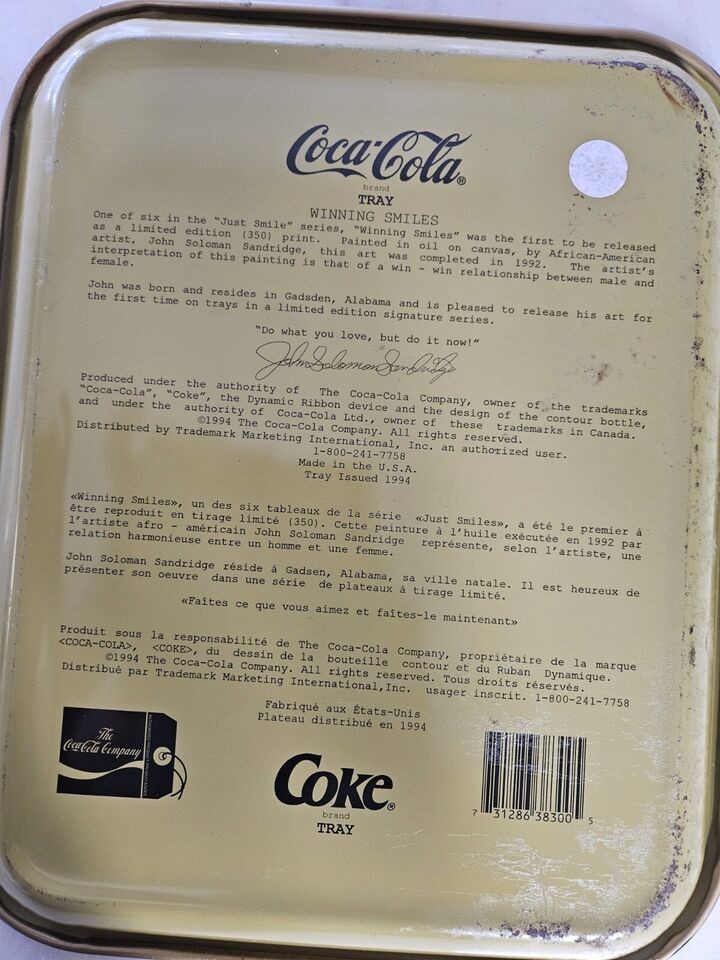 Coca-Cola®
brand
TRAY
WINNING SMILES
One of six in the "Just Smile" series, "Winning Smiles" was the first to be released
as a limited edition (350) print. Painted in oil on canvas, by African-American
artist, John Soloman Sandridge, this art was completed in 1992. The artist's
interpretation of this painting is that of a win - win relationship between male and
female.
John was born and resides in Gadsden, Alabama and is pleased to release his art for
the first time on trays in a limited edition signature series.
"Do what you love, but do it now!"
John Solomon Sandridge
Produced under the authority of The Coca-Cola Company, owner of the trademarks
"Coca-Cola", "Coke", the Dynamic Ribbon device and the design of the contour bottle,
and under the authority of Coca-Cola Ltd., owner of these trademarks in Canada.
©1994 The Coca-Cola Company. All rights reserved.
Distributed by Trademark Marketing International, Inc. an authorized user.
1-800-241-7758
Made in the U.S.A.
Tray Issued 1994
«Winning Smiles», un des six tableaux de la série «Just Smiles», a été le premier à
être reproduit en tirage limité (350). Cette peinture à l'huile exécutée en 1992 par
l'artiste afro - américain John Soloman Sandridge représente, selon l'artiste, une
relation harmonieuse entre un homme et une femme.
John Soloman Sandridge réside à Gadsen, Alabama, sa ville natale. Il est heureux de
présenter son oeuvre dans une série de plateaux à tirage limité.
«Faîtes ce que vous aimez et faîtes-le maintenant»
Produit sous la responsabilité de The Coca-Cola Company, propriétaire de la marque
<COCA-COLA>, <COKE>, du dessin de la bouteille contour et du Ruban Dynamique.
©1994 The Coca-Cola Company. All rights reserved. Tous droits réservés.
Distribué par Trademark Marketing International, Inc. usager inscrit. 1-800-241-7758
Fabriqué aux États-Unis
Plateau distribué en 1994
The
Coca-Cola Company
Coke®
brand
TRAY
7 31286 38300 5